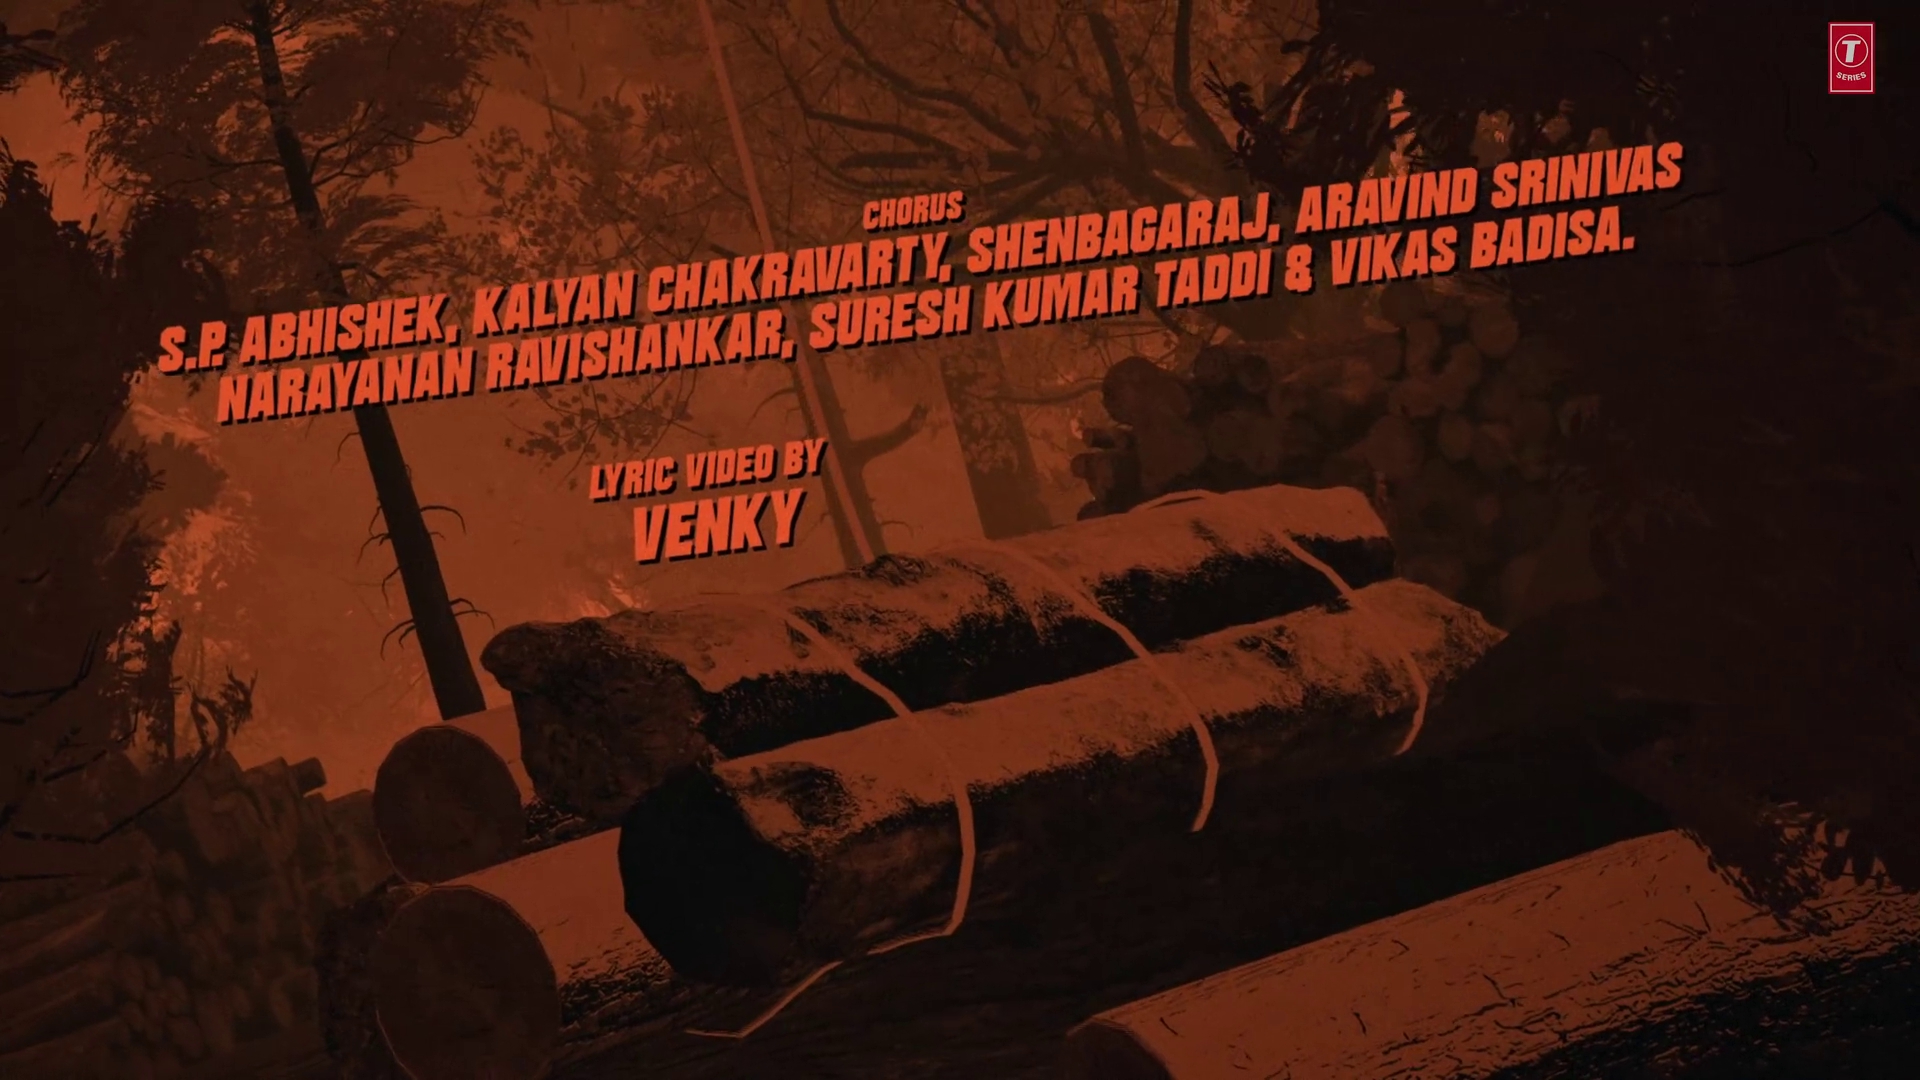 T
SERIES
CHORUS
S.P. ABHISHEK, KALYAN CHAKRAVARTY, SHENBAGARAJ, ARAVIND SRINIVAS
NARAYANAN RAVISHANKAR, SURESH KUMAR TADDI & VIKAS BADISA.
LYRIC VIDEO BY
VENKY